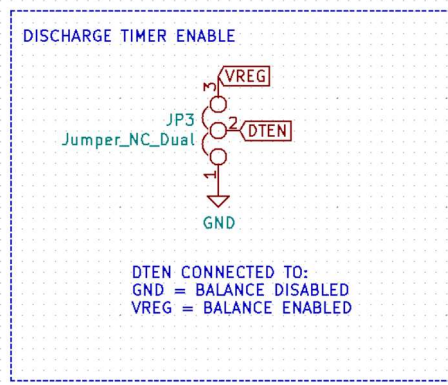 DISCHARGE TIMER ENABLE
VREG
3
JP3
2
DTEN
Jumper_NC_Dual
1
GND
DTEN CONNECTED TO:
GND = BALANCE DISABLED
VREG = BALANCE ENABLED